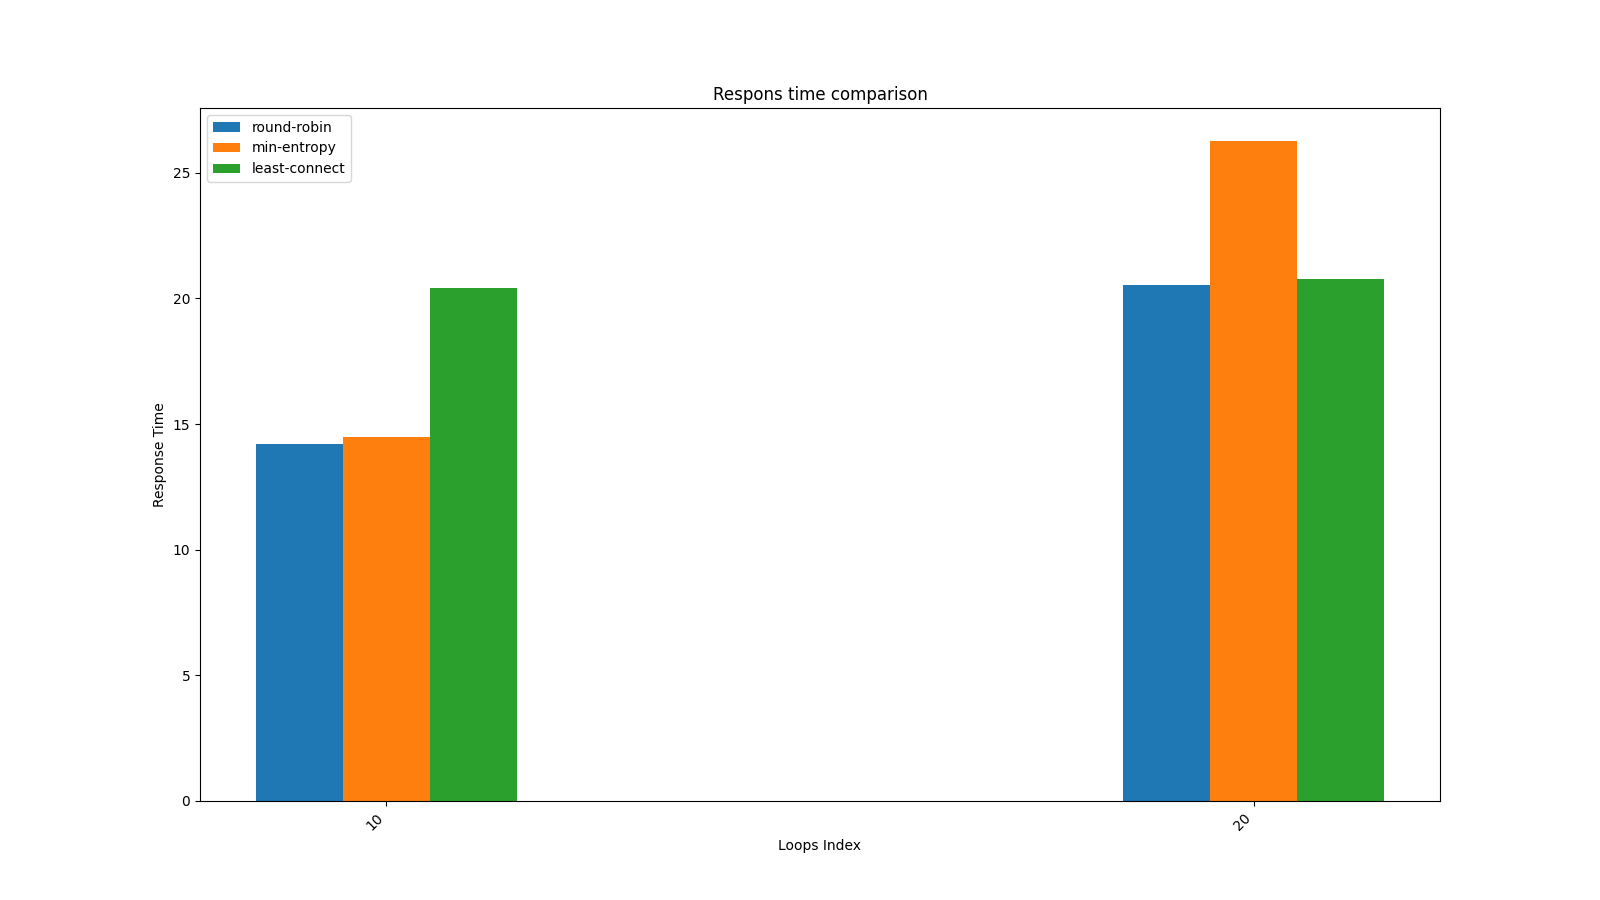 Respons time comparison
round-robin
min-entropy
least-connect
25
20
15
10
5
0
Response Time
10
20
Loops Index